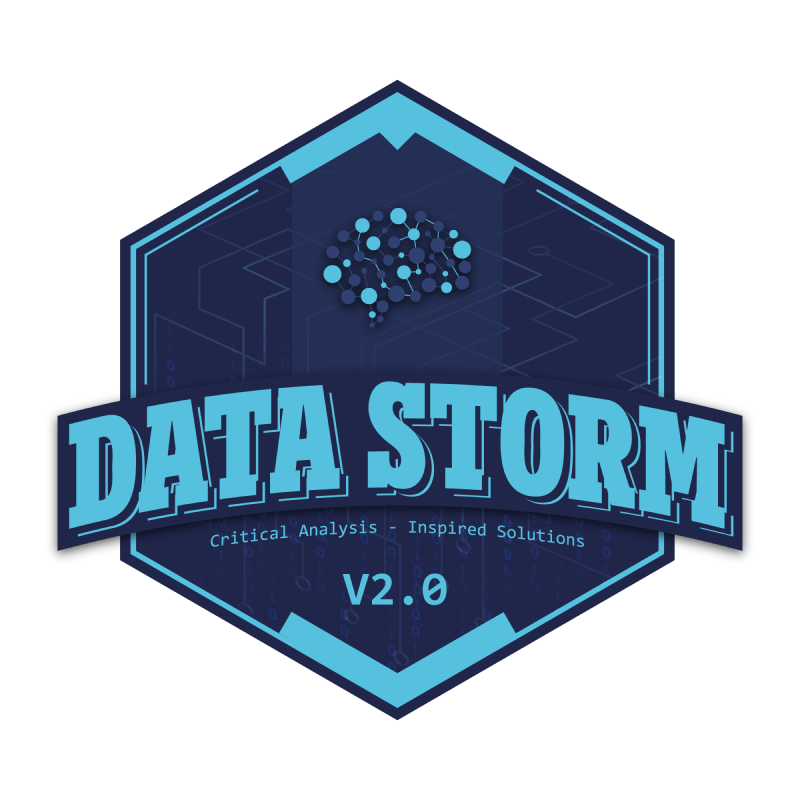 DATA STORM
Critical Analysis - Inspired Solutions
V2.0